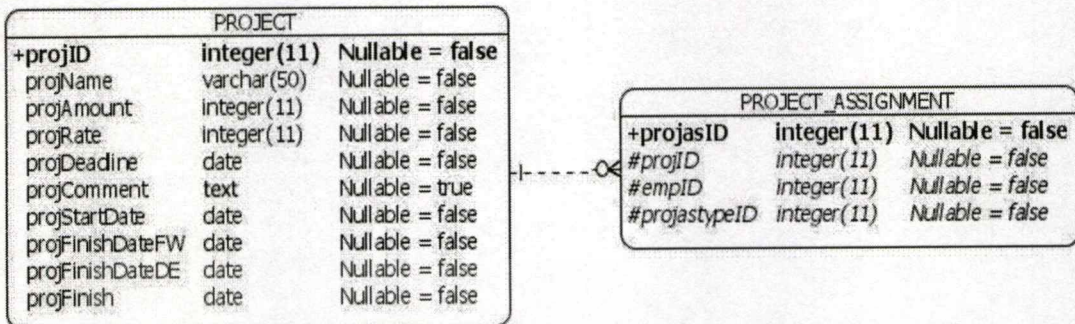 PROJECT
+projID integer(11) Nullable = false
projName varchar(50) Nullable = false
projAmount integer(11) Nullable = false
projRate integer(11) Nullable = false
projDeadline date Nullable = false
projComment text Nullable = true
projStartDate date Nullable = false
projFinishDateFW date Nullable = false
projFinishDateDE date Nullable = false
projFinish date Nullable = false
PROJECT_ASSIGNMENT
+projasID integer(11) Nullable = false
#projID integer(11) Nullable = false
#empID integer(11) Nullable = false
#projastypeID integer(11) Nullable = false